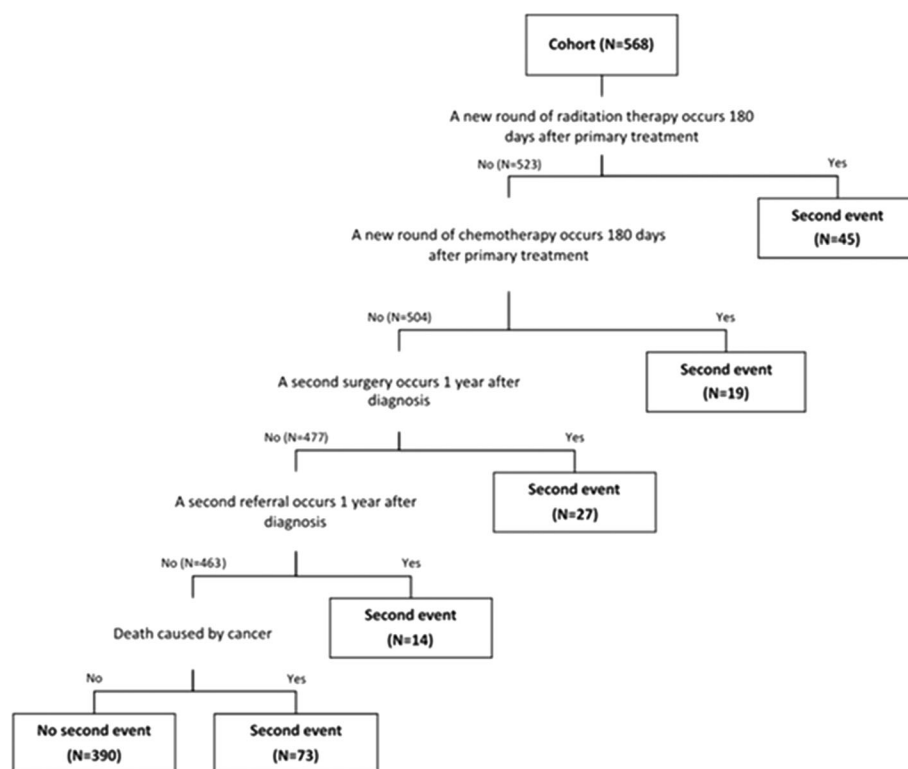 Cohort (N=568)
A new round of raditation therapy occurs 180
days after primary treatment
No (N=523)
Yes
Second event
(N=45)
A new round of chemotherapy occurs 180 days
after primary treatment
No (N=504)
Yes
Second event
(N=19)
A second surgery occurs 1 year after
diagnosis
No (N=477)
Yes
Second event
(N=27)
A second referral occurs 1 year after
diagnosis
No (N=463)
Yes
Second event
(N=14)
Death caused by cancer
No
Yes
No second event
(N=390)
Second event
(N=73)